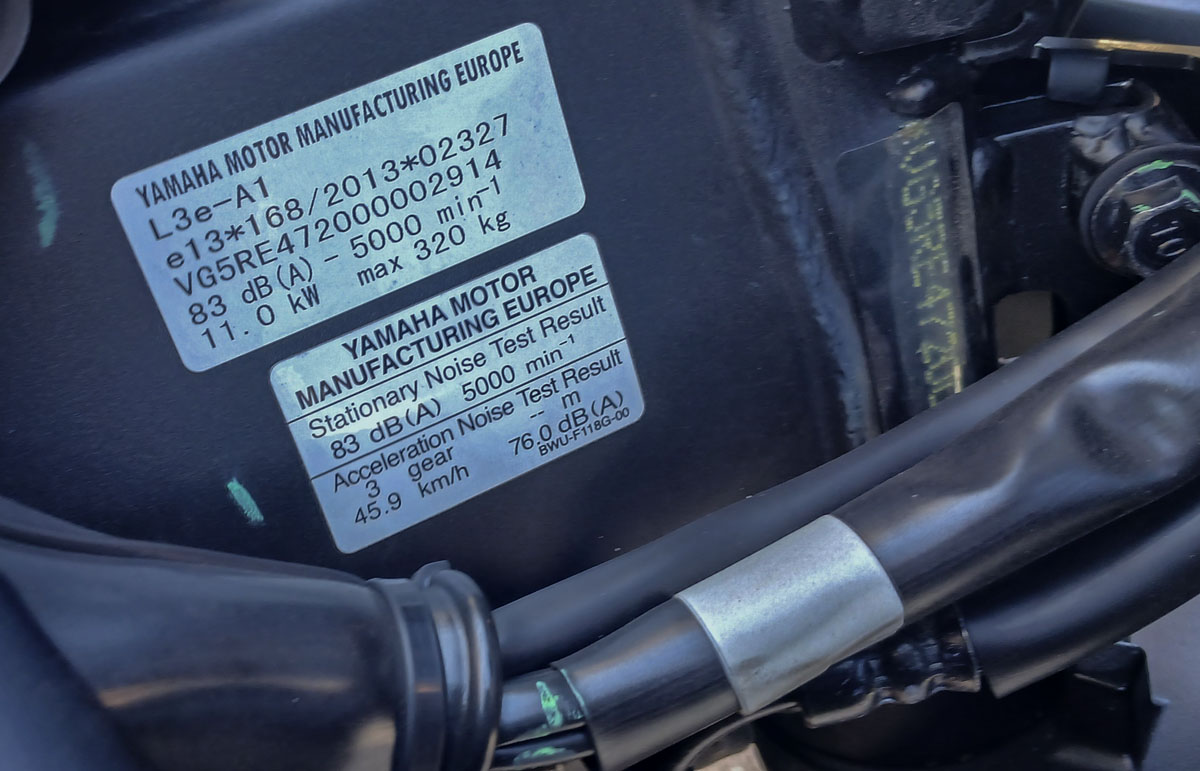 YAMAHA MOTOR MANUFACTURING EUROPE
L3e-A1
e13*168/2013*02327
VG5RE472000002914
83 dB(A) - 5000 min⁻¹
11.0 kW max 320 kg
YAMAHA MOTOR
MANUFACTURING EUROPE
Stationary Noise Test Result
83 dB(A) 5000 min⁻¹
Acceleration Noise Test Result
3 gear -- m
45.9 km/h 76.0 dB(A)
BWU-F118G-00
10